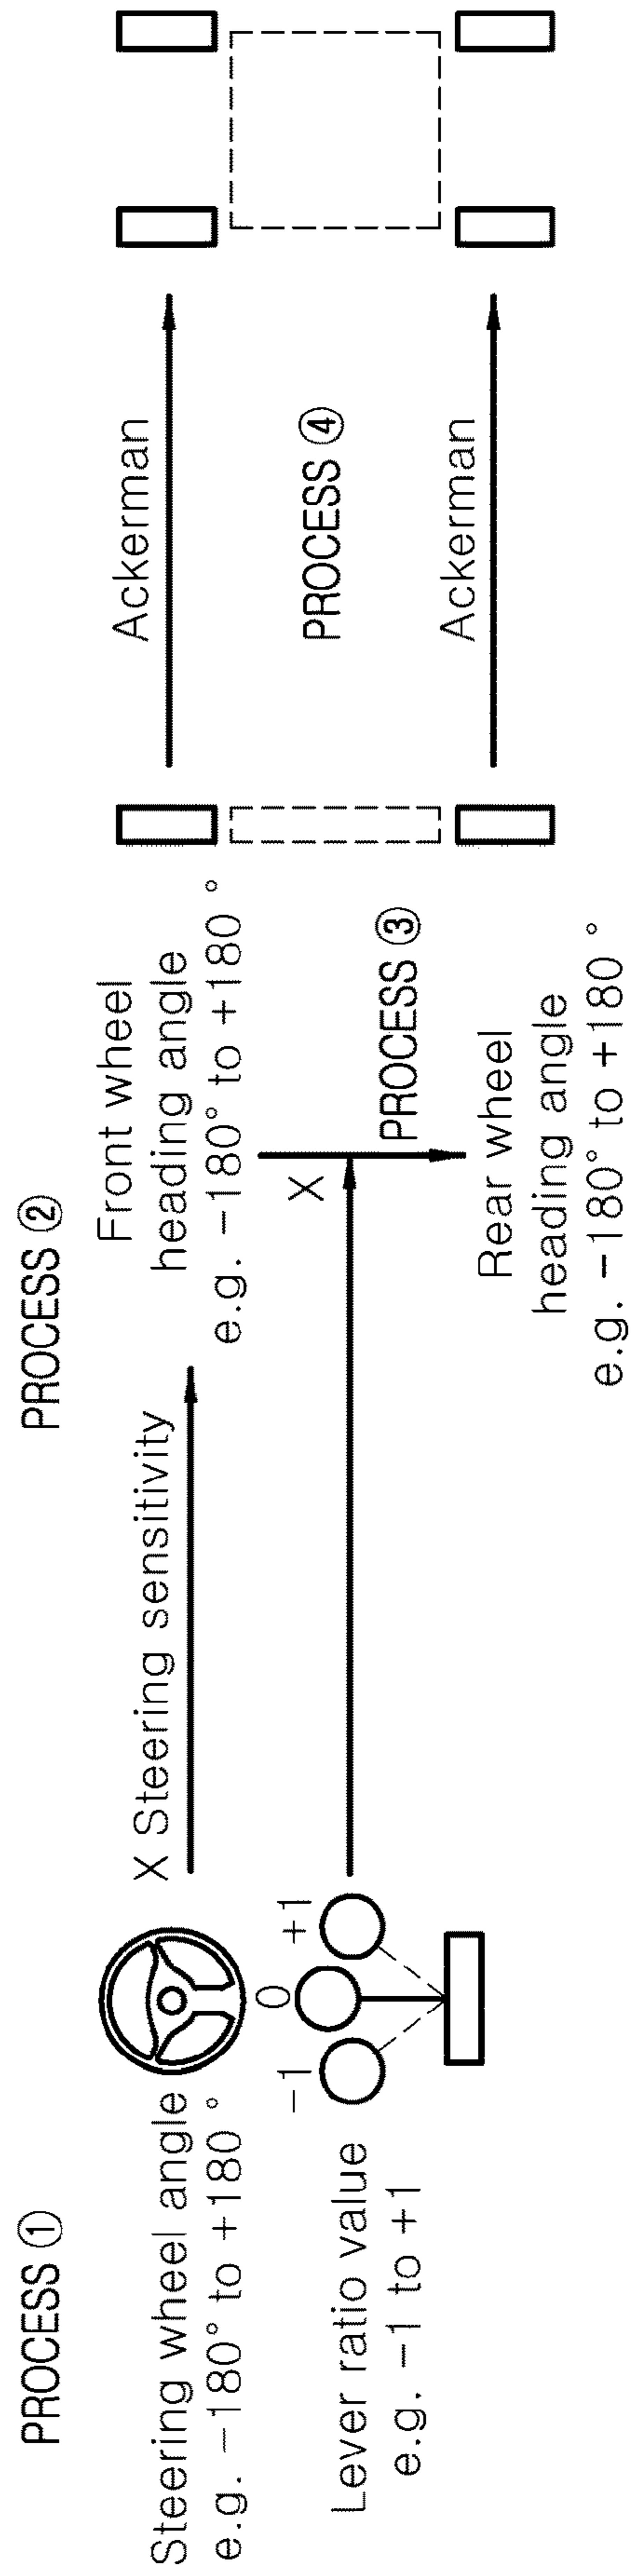 PROCESS ①
Steering wheel angle
e.g. −180° to +180 °
Lever ratio value
e.g. −1 to +1
−1
0
+1
X Steering sensitivity
PROCESS ②
Front wheel
heading angle
e.g. −180° to +180 °
X
PROCESS ③
Rear wheel
heading angle
e.g. −180° to +180 °
Ackerman
PROCESS ④
Ackerman